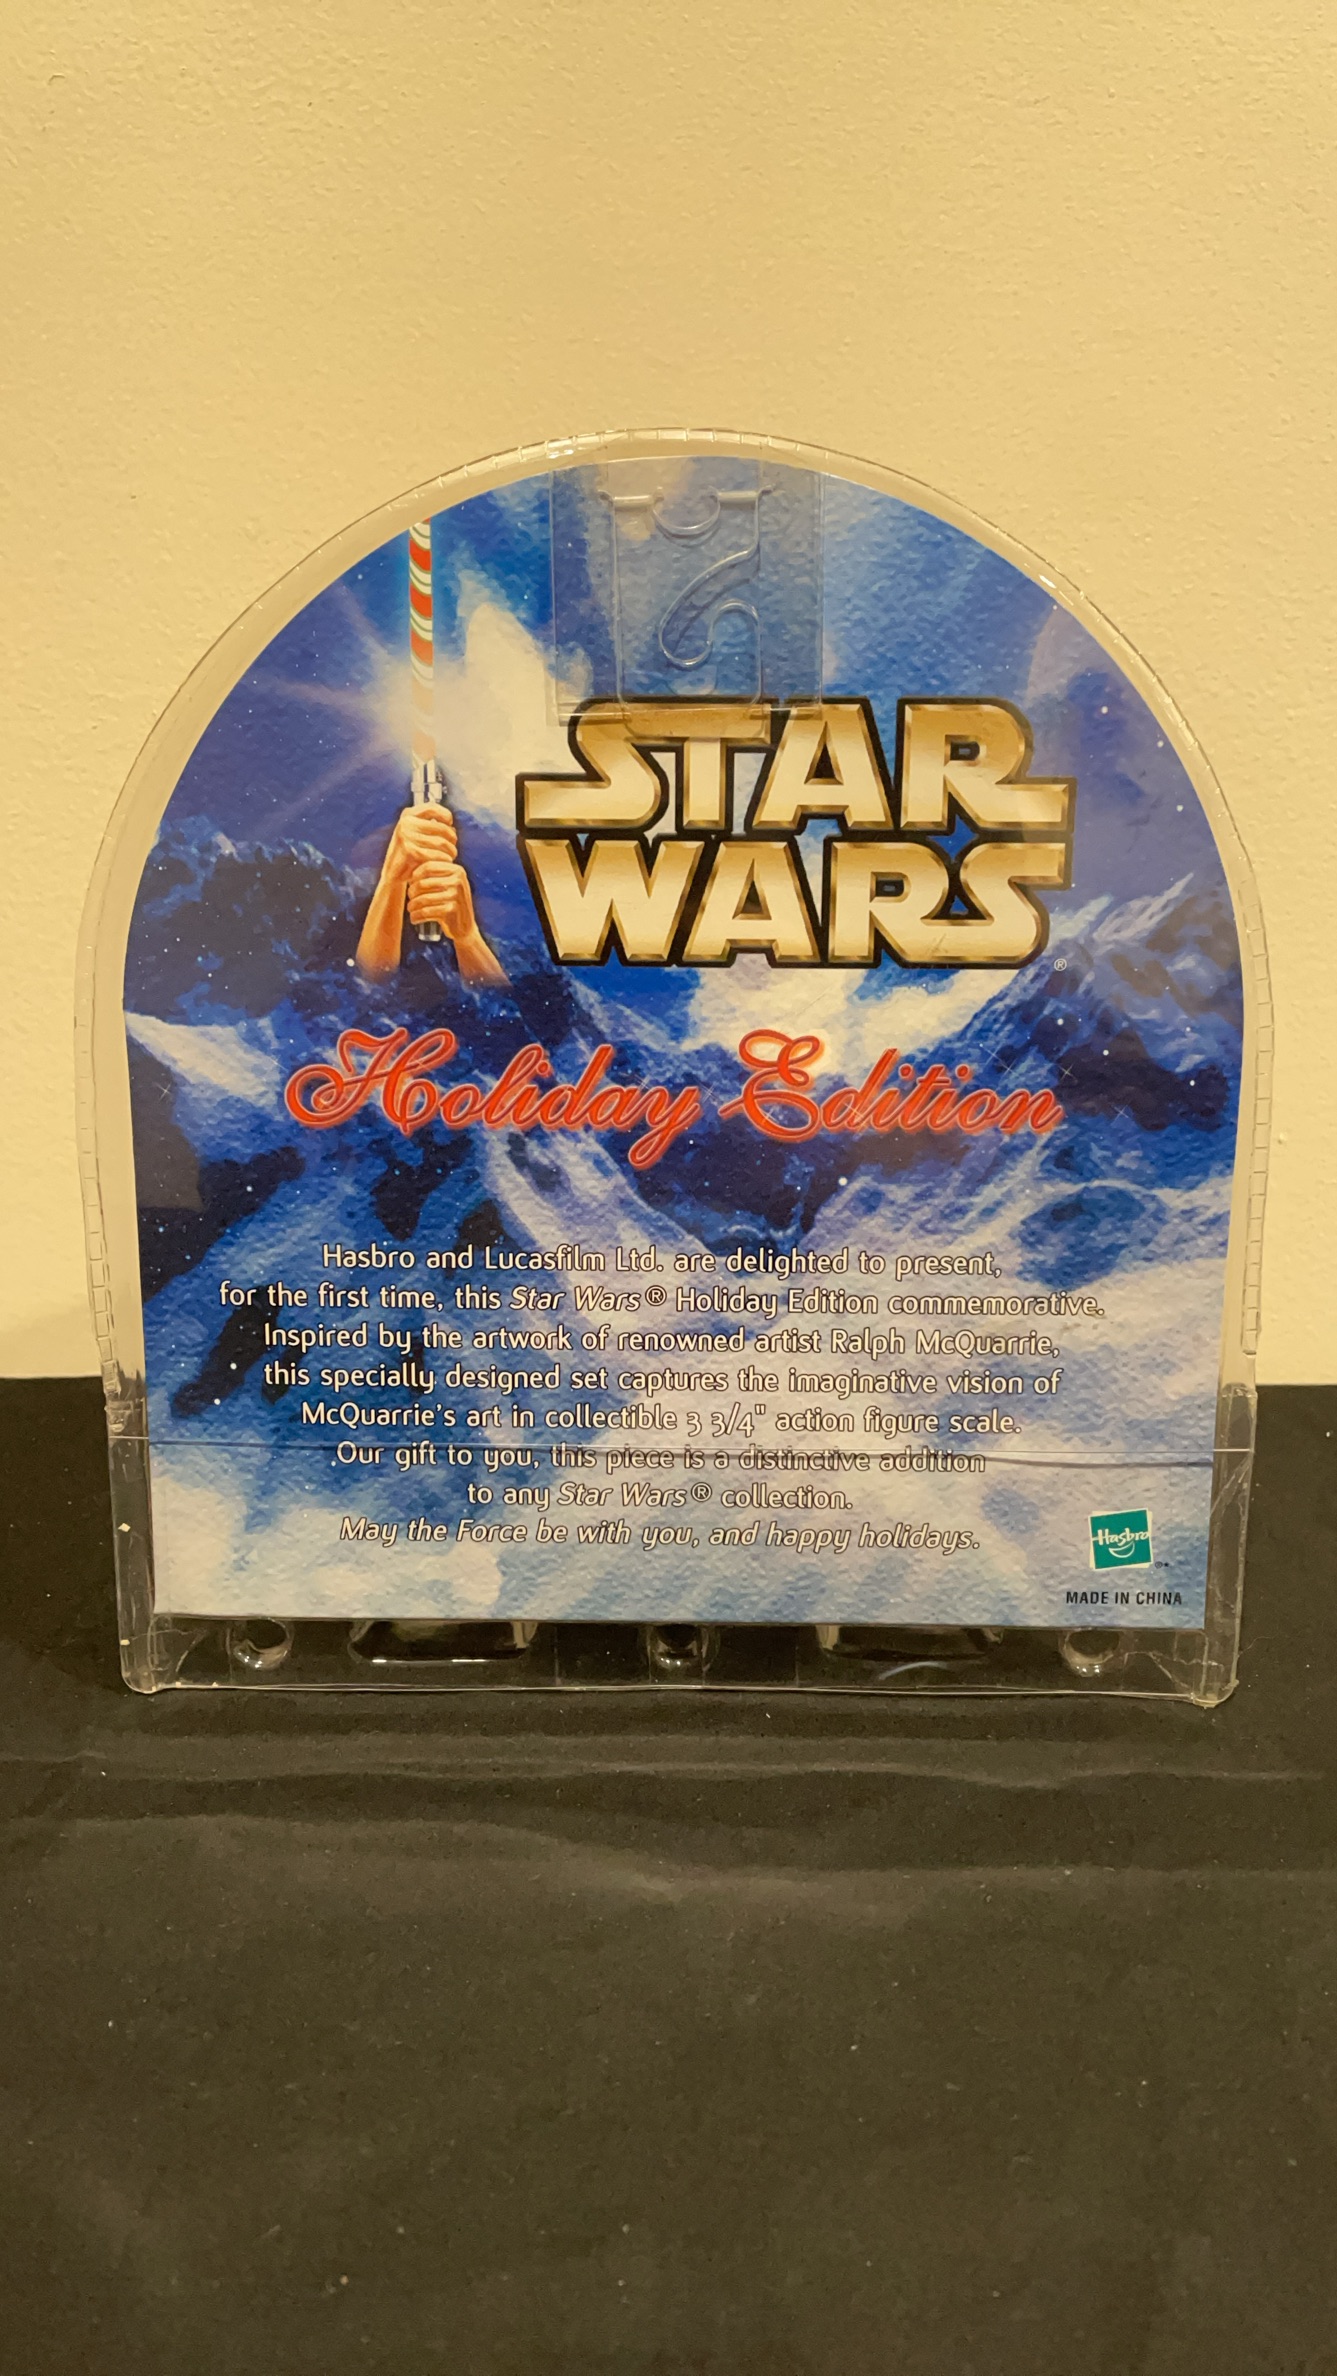 STAR
WARS
®
Holiday Edition
Hasbro and Lucasfilm Ltd. are delighted to present,
for the first time, this Star Wars® Holiday Edition commemorative.
Inspired by the artwork of renowned artist Ralph McQuarrie,
this specially designed set captures the imaginative vision of
McQuarrie's art in collectible 3 3/4" action figure scale.
Our gift to you, this piece is a distinctive addition
to any Star Wars® collection.
May the Force be with you, and happy holidays.
Hasbro
®
MADE IN CHINA